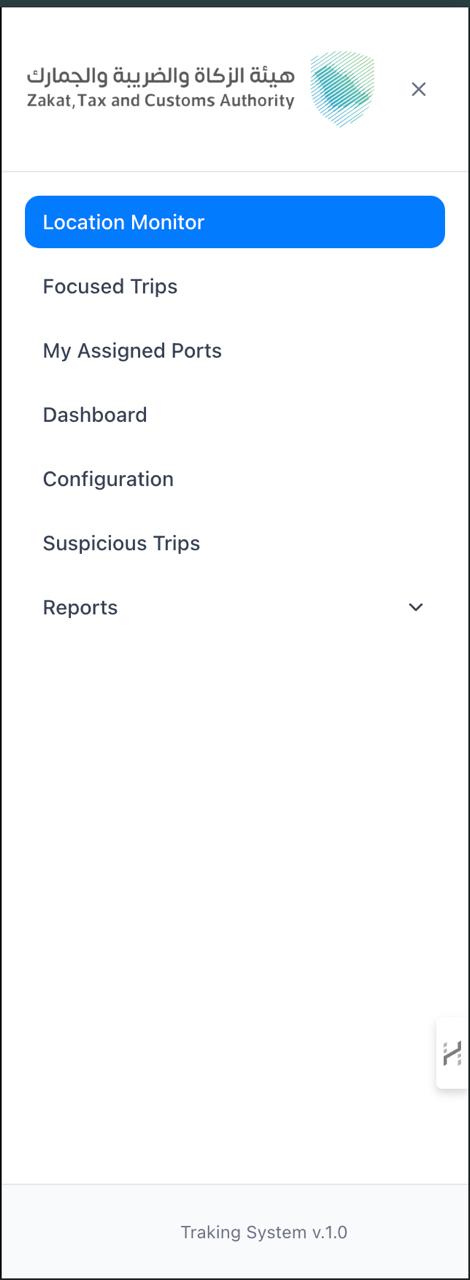 هيئة الزكاة والضريبة والجمارك
Zakat,Tax and Customs Authority
Location Monitor
Focused Trips
My Assigned Ports
Dashboard
Configuration
Suspicious Trips
Reports
Traking System v.1.0